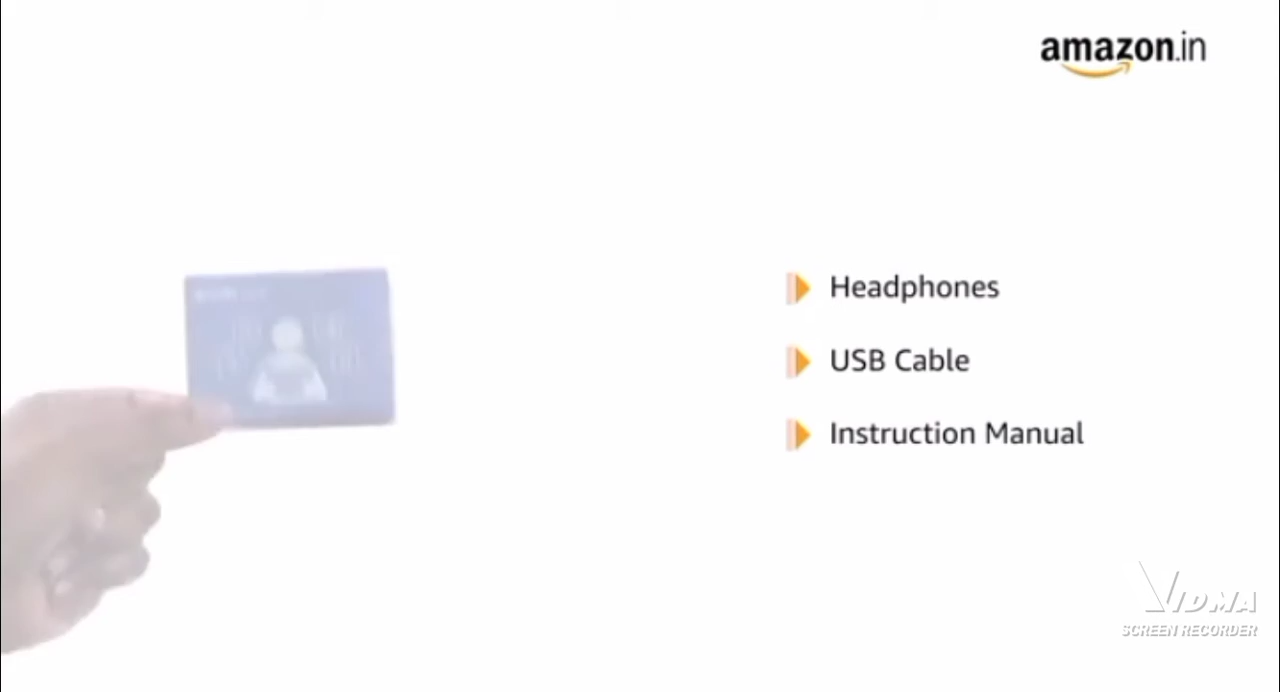 amazon.in
Headphones
USB Cable
Instruction Manual
VIDMA
SCREEN RECORDER